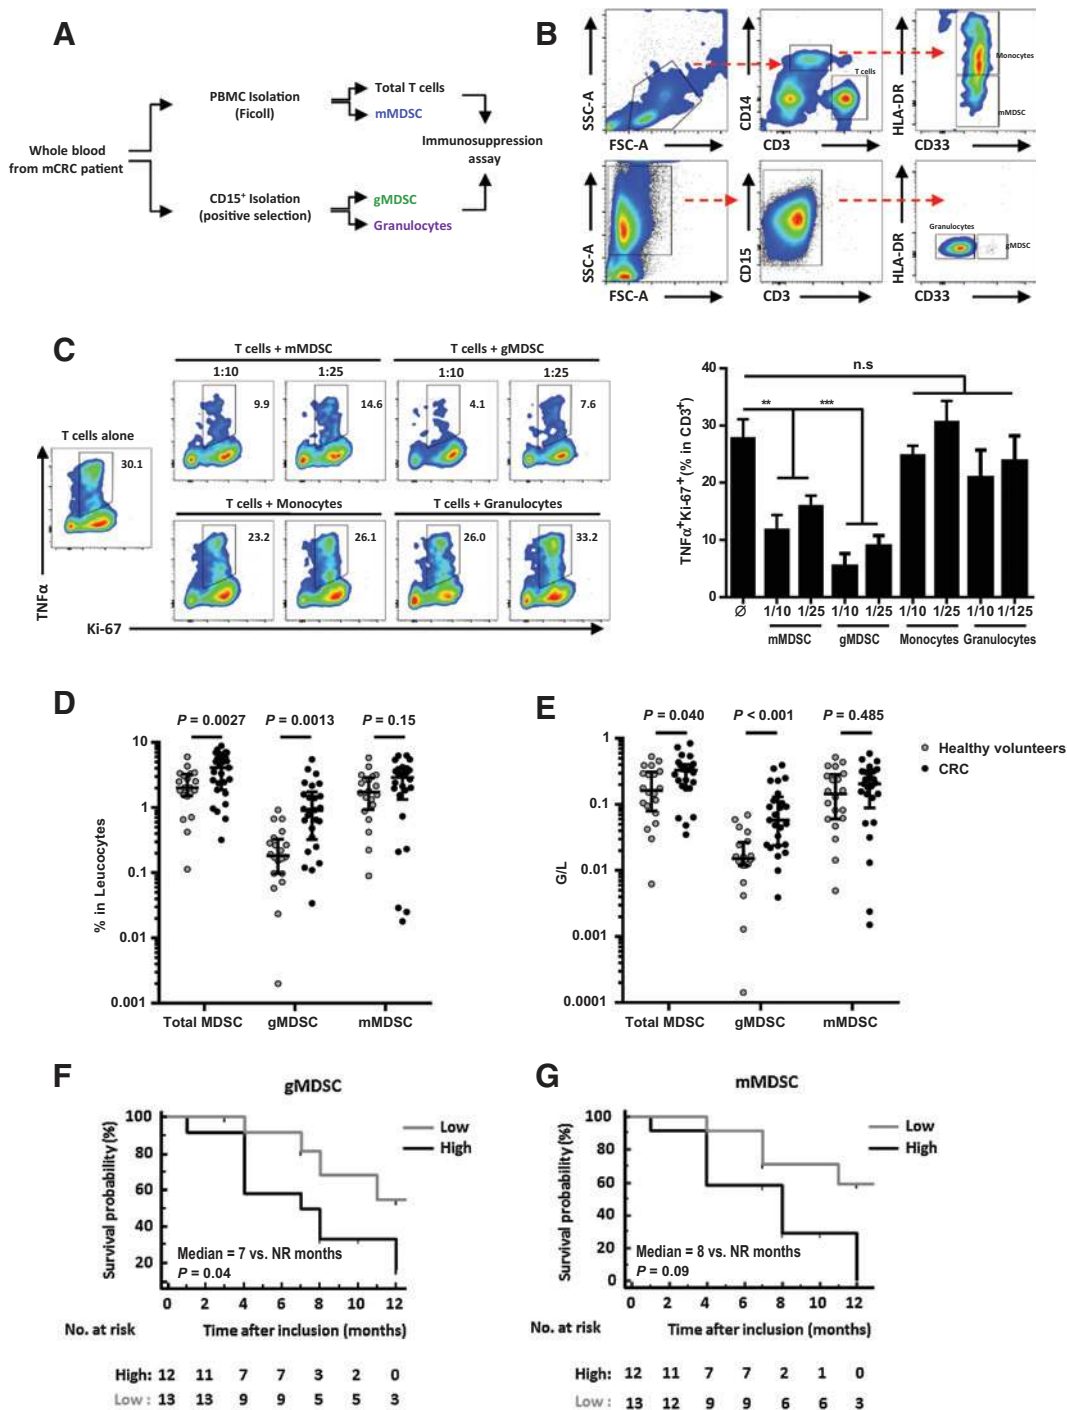 A
PBMC Isolation
(Ficoll)
Total T cells
mMDSC
Whole blood
from mCRC patient
Immunosuppression
assay
CD15+ Isolation
(positive selection)
gMDSC
Granulocytes
B
SSC-A
FSC-A
CD14
CD3
T cells
HLA-DR
CD33
Monocytes
mMDSC
SSC-A
FSC-A
CD15
CD3
HLA-DR
CD33
Granulocytes
gMDSC
C
T cells + mMDSC
T cells + gMDSC
1:10 1:25 1:10 1:25
9.9 14.6 4.1 7.6
T cells alone
30.1
T cells + Monocytes
T cells + Granulocytes
23.2 26.1 26.0 33.2
TNFα
Ki-67
TNFα+Ki-67+(% in CD3+)
40
30
20
10
0
n.s
** ***
Ø 1/10 1/25 1/10 1/25 1/10 1/25 1/10 1/125
mMDSC gMDSC Monocytes Granulocytes
D
P = 0.0027 P = 0.0013 P = 0.15
% in Leucocytes
10
1
0.1
0.01
0.001
Total MDSC gMDSC mMDSC
E
P = 0.040 P < 0.001 P = 0.485
G/L
1
0.1
0.01
0.001
0.0001
Total MDSC gMDSC mMDSC
Healthy volunteers
CRC
F
gMDSC
Survival probability (%)
100
80
60
40
20
Low
High
Median = 7 vs. NR months
P = 0.04
0 2 4 6 8 10 12
No. at risk
Time after inclusion (months)
High: 12 11 7 7 3 2 0
Low : 13 13 9 9 5 5 3
G
mMDSC
Survival probability (%)
100
80
60
40
20
0
Low
High
Median = 8 vs. NR months
P = 0.09
0 2 4 6 8 10 12
No. at risk
Time after inclusion (months)
High: 12 11 7 7 2 1 0
Low : 13 12 9 9 6 6 3